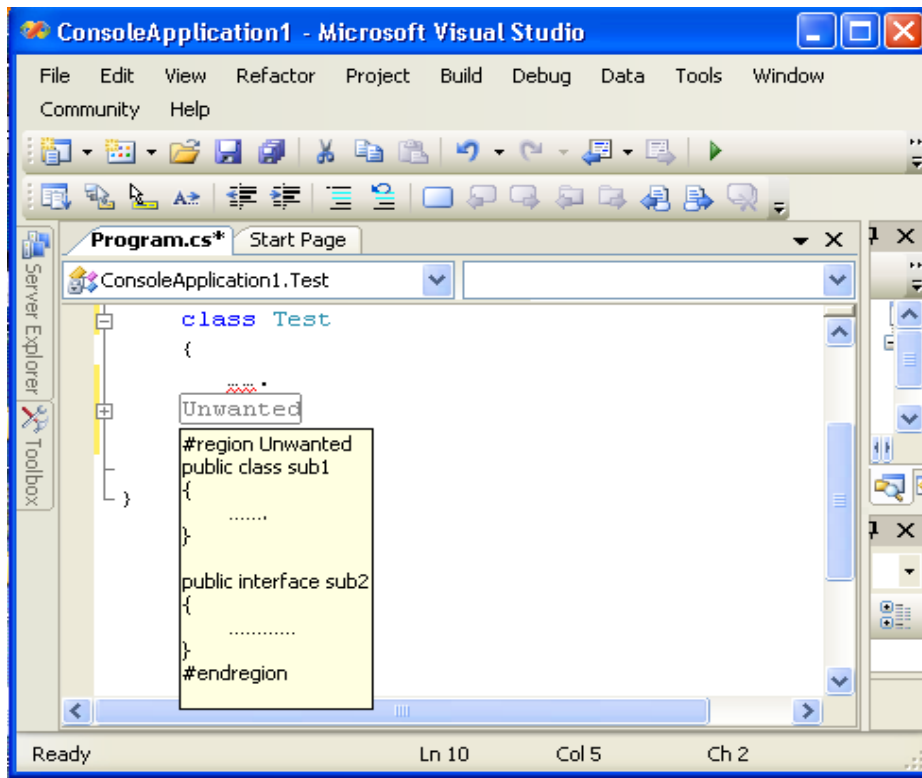 ConsoleApplication1 - Microsoft Visual Studio
File Edit View Refactor Project Build Debug Data Tools Window
Community Help
Program.cs* Start Page
ConsoleApplication1.Test
Server Explorer
Toolbox
class Test
{
…….
Unwanted
#region Unwanted
public class sub1
{
…….
}
public interface sub2
{
…………
}
#endregion
}
Ready Ln 10 Col 5 Ch 2